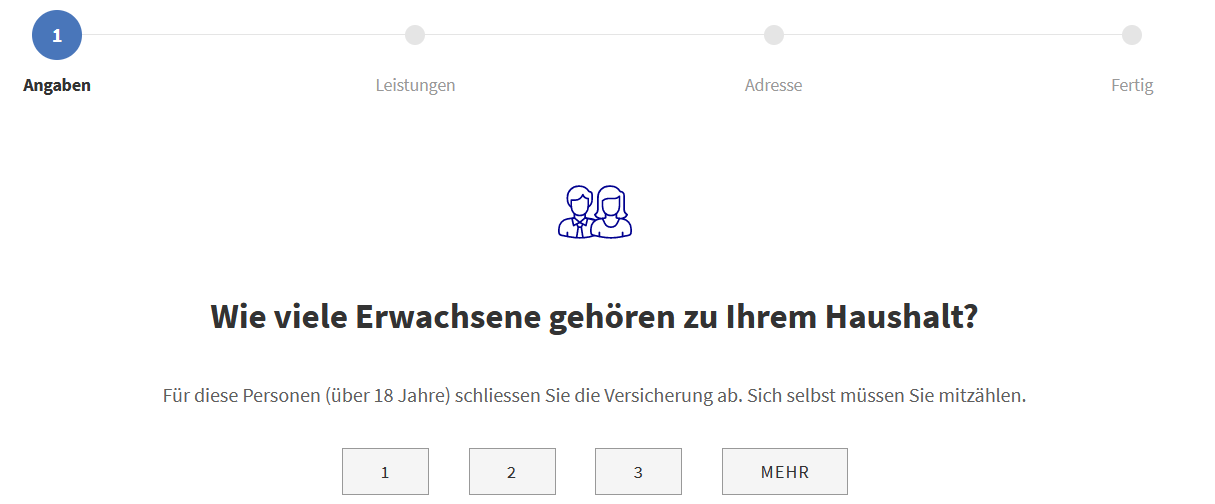 1
Angaben Leistungen Adresse Fertig
Wie viele Erwachsene gehören zu Ihrem Haushalt?
Für diese Personen (über 18 Jahre) schliessen Sie die Versicherung ab. Sich selbst müssen Sie mitzählen.
1 2 3 MEHR